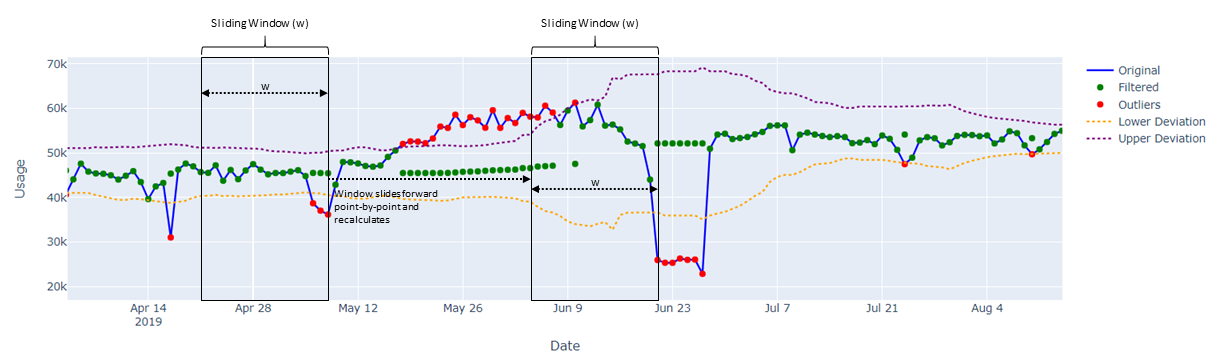 Sliding Window (w)
Sliding Window (w)
70k
60k
50k
40k
30k
20k
Usage
w
w
Window slides forward
point-by-point and
recalculates
Apr 14
2019
Apr 28
May 12
May 26
Jun 9
Jun 23
Jul 7
Jul 21
Aug 4
Date
Original
Filtered
Outliers
Lower Deviation
Upper Deviation